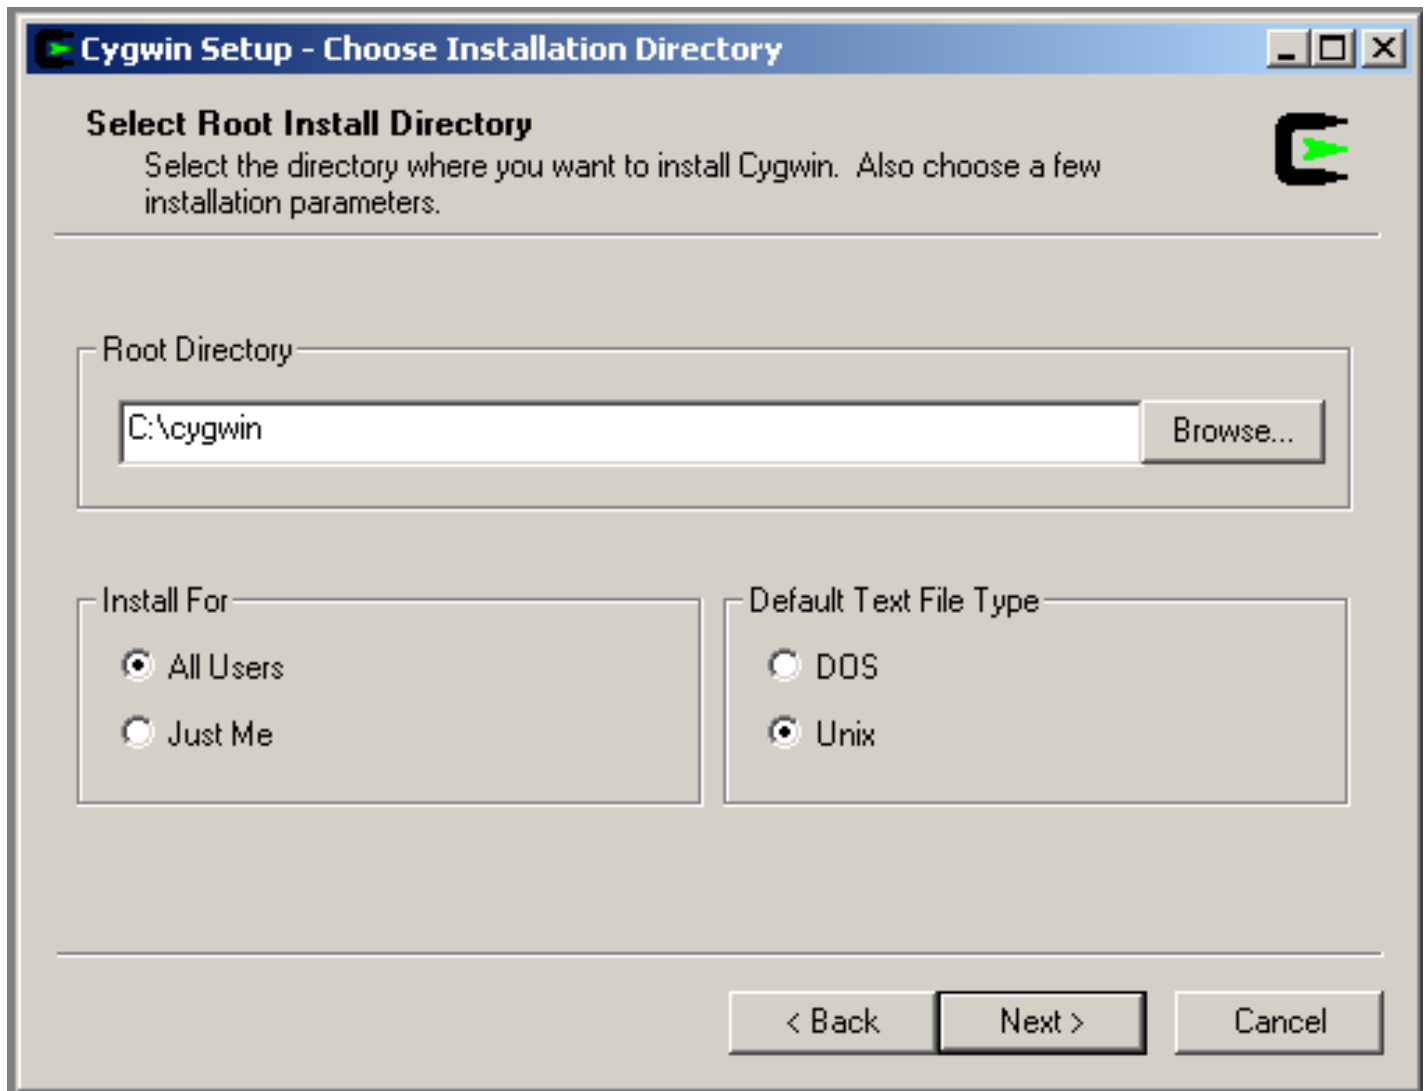 Cygwin Setup - Choose Installation Directory
Select Root Install Directory
Select the directory where you want to install Cygwin.  Also choose a few
installation parameters.
Root Directory
C:\cygwin
Browse...
Install For
All Users
Just Me
Default Text File Type
DOS
Unix
< Back
Next >
Cancel